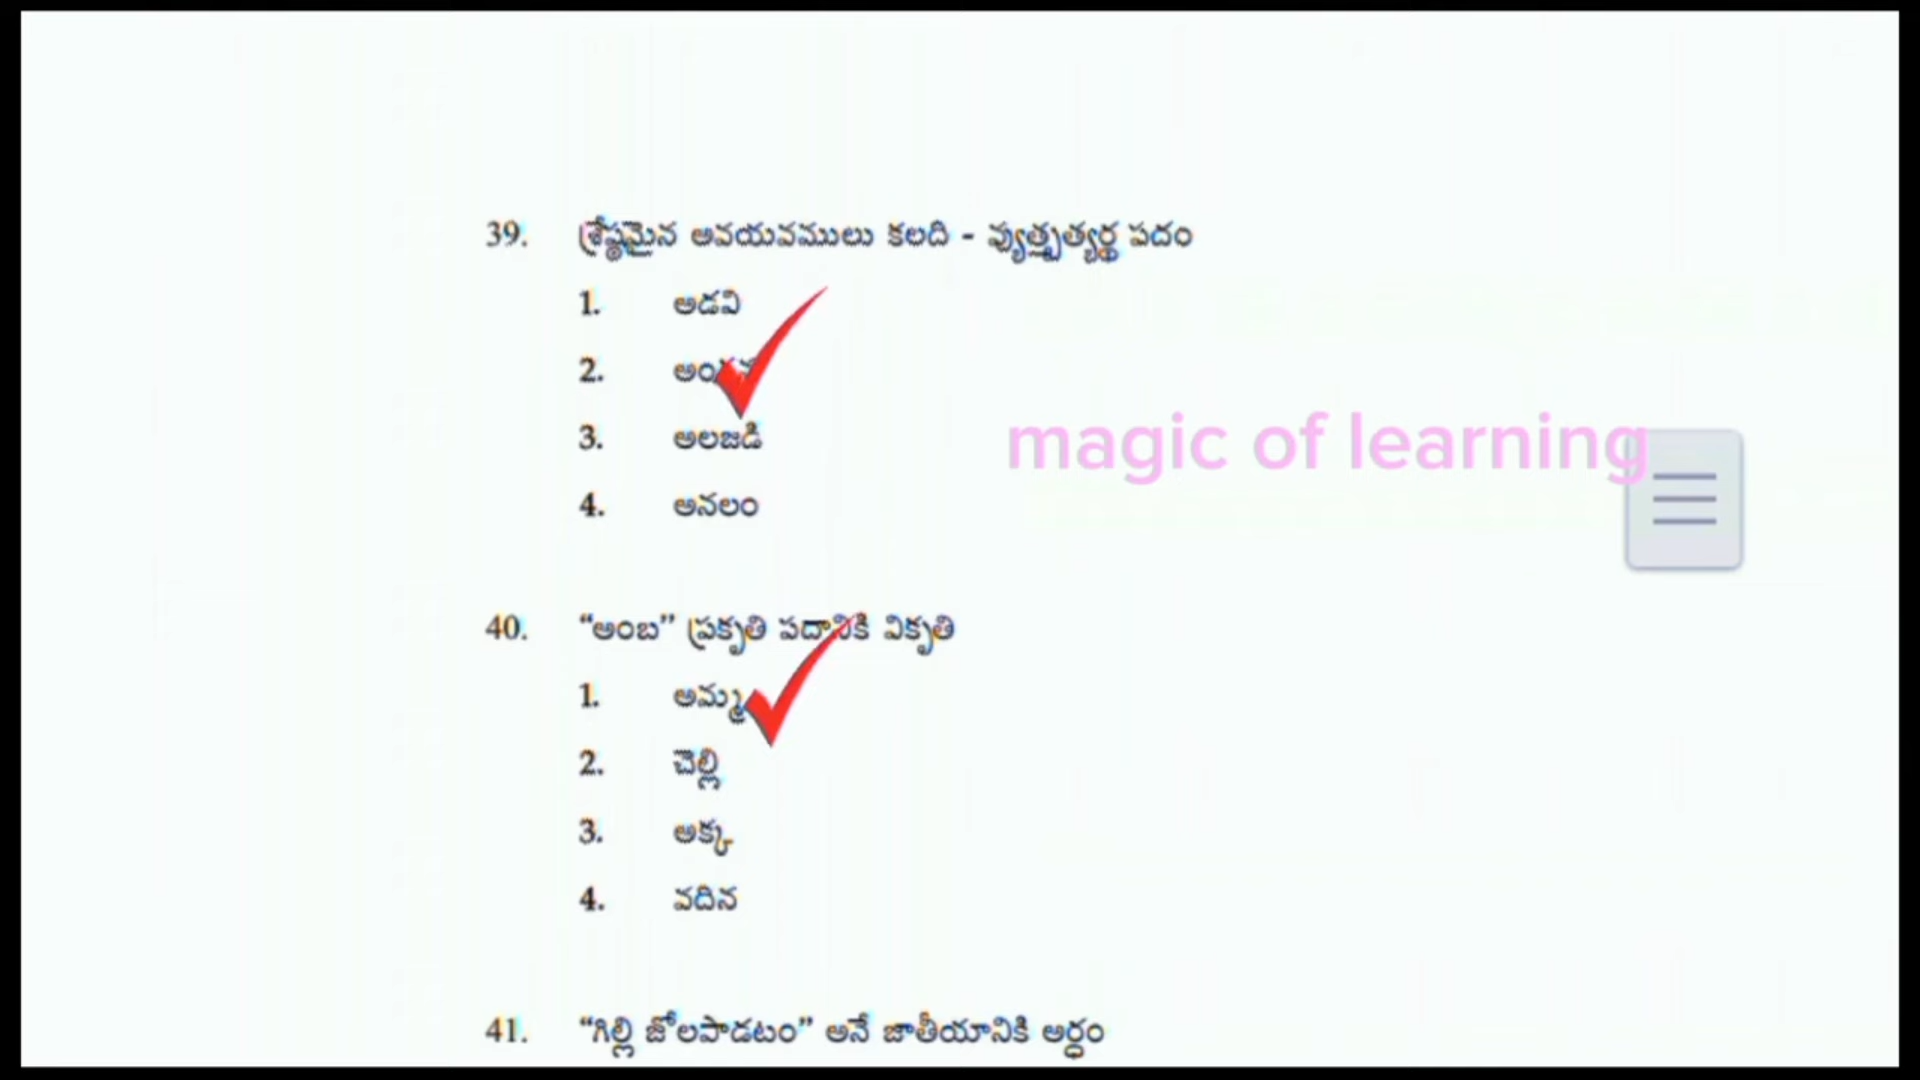 39. శ్రేష్ఠమైన అవయవములు కలది - వ్యుత్పత్యర్థ పదం
1. అడవి
2.
3. అలజడి
4. అనలం
magic of learning
40. “అంబ” ప్రకృతి పదానికి వికృతి
1. అమ్మ
2. చెల్లి
3. అక్క
4. వదిన
41. “గిల్లి జోలపాడటం” అనే జాతీయానికి అర్థం